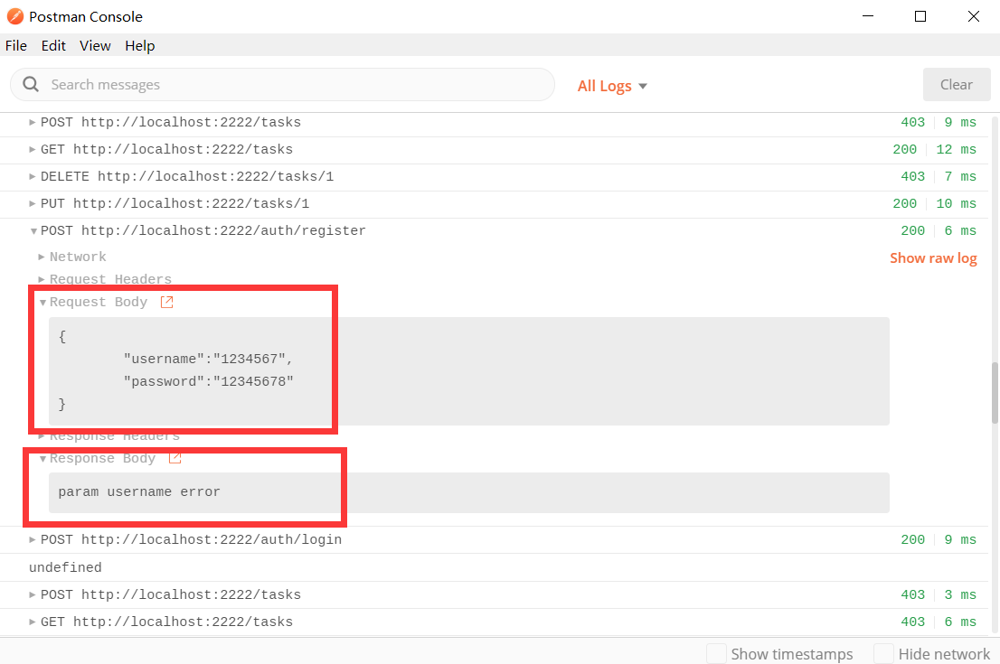 Postman Console
File Edit View Help
Search messages All Logs Clear
POST http://localhost:2222/tasks 403 9 ms
GET http://localhost:2222/tasks 200 12 ms
DELETE http://localhost:2222/tasks/1 403 7 ms
PUT http://localhost:2222/tasks/1 200 10 ms
POST http://localhost:2222/auth/register 200 6 ms
Network Show raw log
Request Headers
Request Body
{
"username":"1234567",
"password":"12345678"
}
Response Headers
Response Body
param username error
POST http://localhost:2222/auth/login 200 9 ms
undefined
POST http://localhost:2222/tasks 403 3 ms
GET http://localhost:2222/tasks 403 6 ms
Show timestamps Hide network